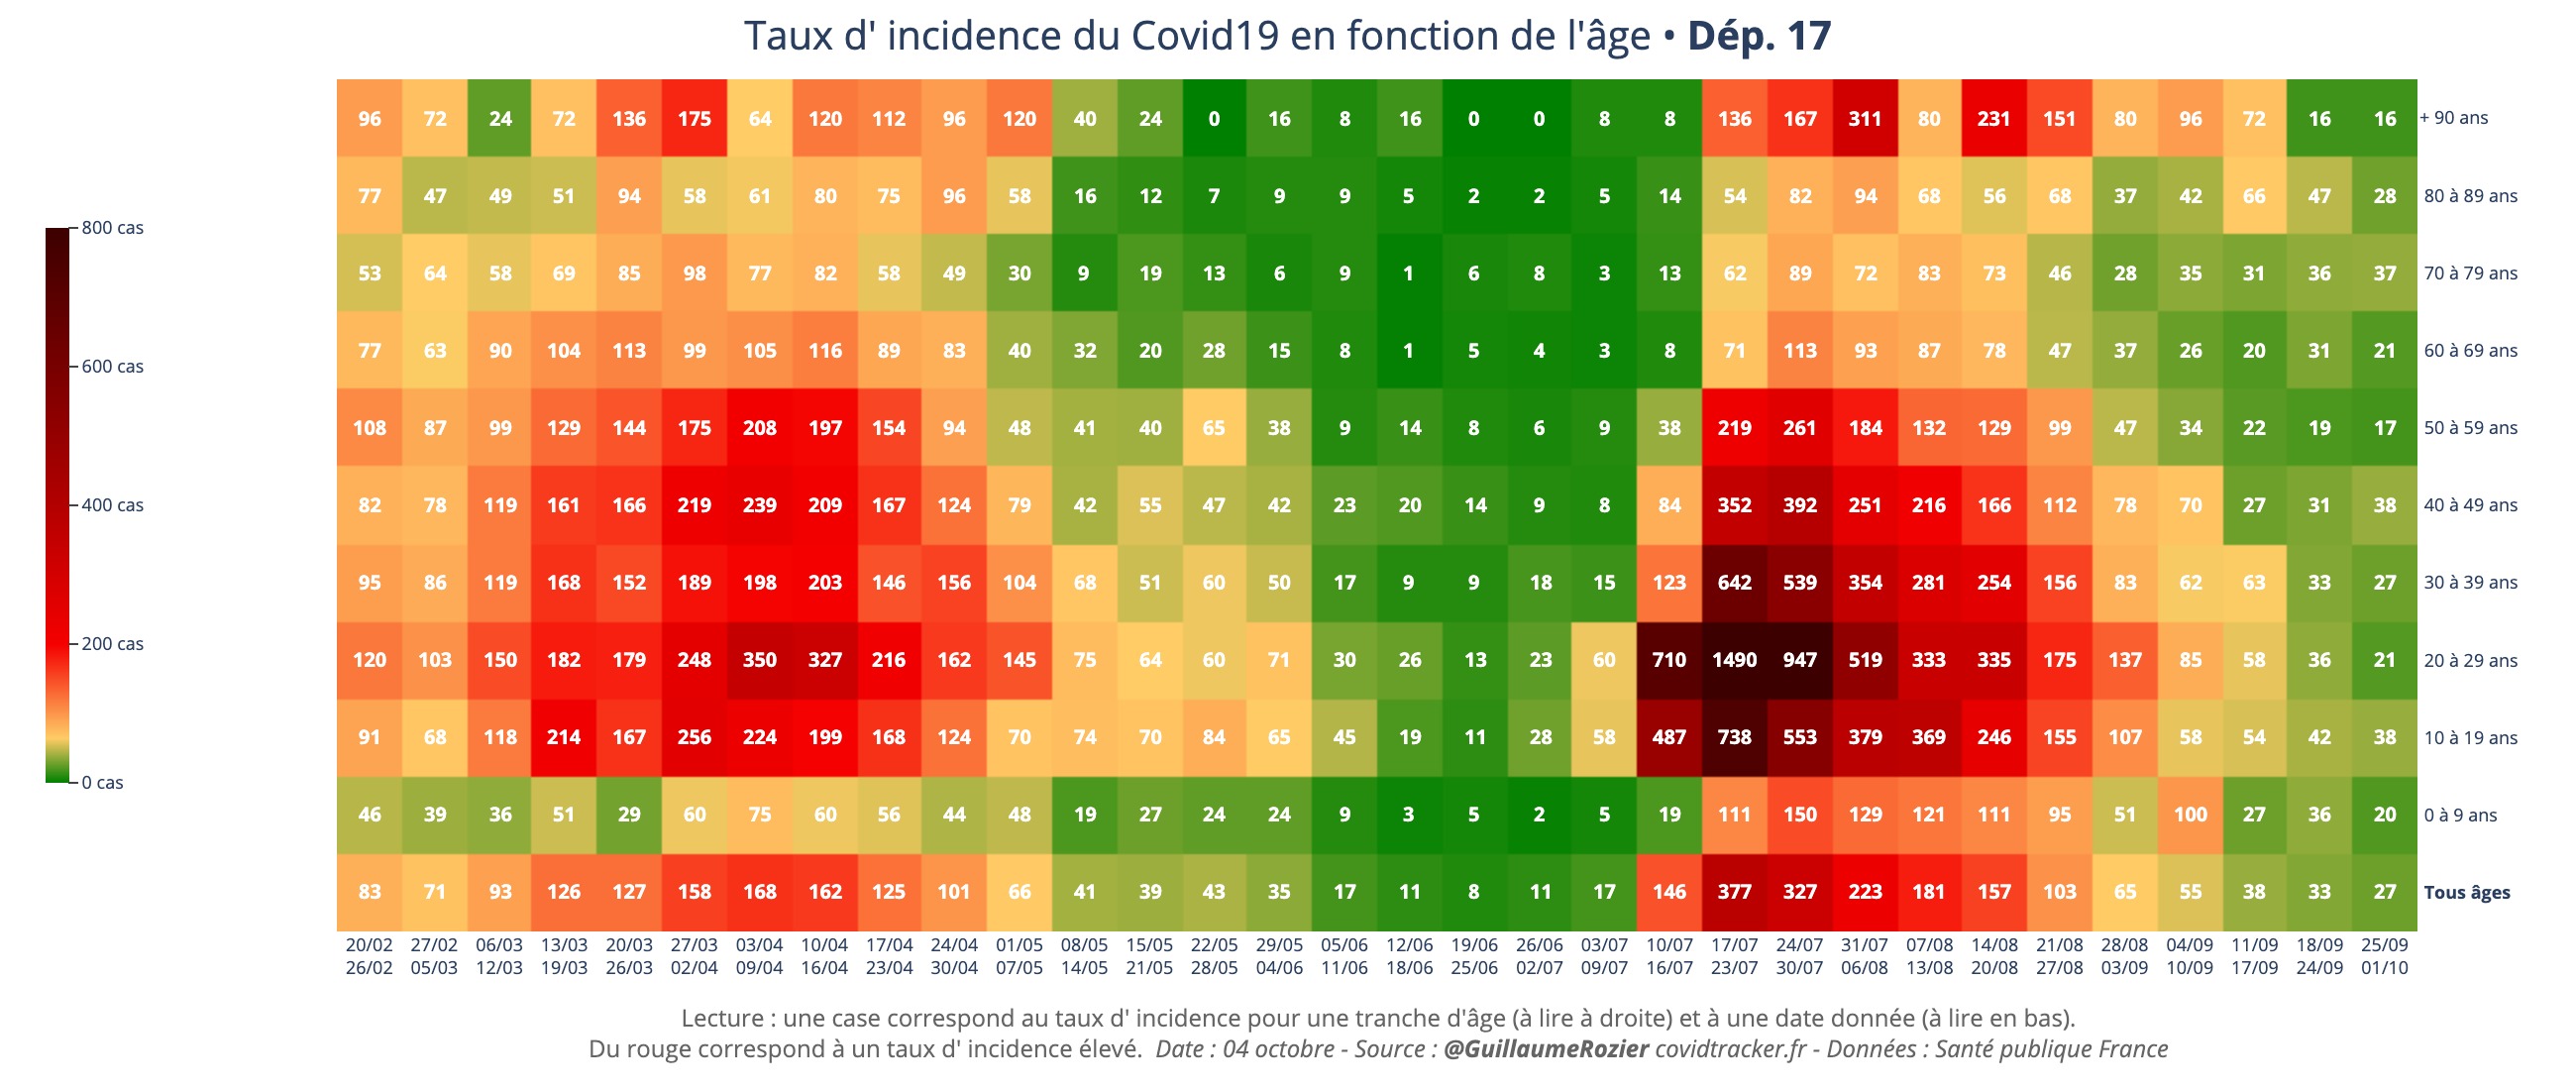 Taux d' incidence du Covid19 en fonction de l'âge • Dép. 17
96 72 24 72 136 175 64 120 112 96 120 40 24 0 16 8 16 0 0 8 8 136 167 311 80 231 151 80 96 72 16 16 + 90 ans
77 47 49 51 94 58 61 80 75 96 58 16 12 7 9 9 5 2 2 5 14 54 82 94 68 56 68 37 42 66 47 28 80 à 89 ans
800 cas
53 64 58 69 85 98 77 82 58 49 30 9 19 13 6 9 1 6 8 3 13 62 89 72 83 73 46 28 35 31 36 37 70 à 79 ans
77 63 90 104 113 99 105 116 89 83 40 32 20 28 15 8 1 5 4 3 8 71 113 93 87 78 47 37 26 20 31 21 60 à 69 ans
600 cas
108 87 99 129 144 175 208 197 154 94 48 41 40 65 38 9 14 8 6 9 38 219 261 184 132 129 99 47 34 22 19 17 50 à 59 ans
400 cas
82 78 119 161 166 219 239 209 167 124 79 42 55 47 42 23 20 14 9 8 84 352 392 251 216 166 112 78 70 27 31 38 40 à 49 ans
95 86 119 168 152 189 198 203 146 156 104 68 51 60 50 17 9 9 18 15 123 642 539 354 281 254 156 83 62 63 33 27 30 à 39 ans
200 cas
120 103 150 182 179 248 350 327 216 162 145 75 64 60 71 30 26 13 23 60 710 1490 947 519 333 335 175 137 85 58 36 21 20 à 29 ans
91 68 118 214 167 256 224 199 168 124 70 74 70 84 65 45 19 11 28 58 487 738 553 379 369 246 155 107 58 54 42 38 10 à 19 ans
0 cas
46 39 36 51 29 60 75 60 56 44 48 19 27 24 24 9 3 5 2 5 19 111 150 129 121 111 95 51 100 27 36 20 0 à 9 ans
83 71 93 126 127 158 168 162 125 101 66 41 39 43 35 17 11 8 11 17 146 377 327 223 181 157 103 65 55 38 33 27 Tous âges
20/02 27/02 06/03 13/03 20/03 27/03 03/04 10/04 17/04 24/04 01/05 08/05 15/05 22/05 29/05 05/06 12/06 19/06 26/06 03/07 10/07 17/07 24/07 31/07 07/08 14/08 21/08 28/08 04/09 11/09 18/09 25/09
26/02 05/03 12/03 19/03 26/03 02/04 09/04 16/04 23/04 30/04 07/05 14/05 21/05 28/05 04/06 11/06 18/06 25/06 02/07 09/07 16/07 23/07 30/07 06/08 13/08 20/08 27/08 03/09 10/09 17/09 24/09 01/10
Lecture : une case correspond au taux d' incidence pour une tranche d'âge (à lire à droite) et à une date donnée (à lire en bas).
Du rouge correspond à un taux d' incidence élevé. Date : 04 octobre - Source : @GuillaumeRozier covidtracker.fr - Données : Santé publique France